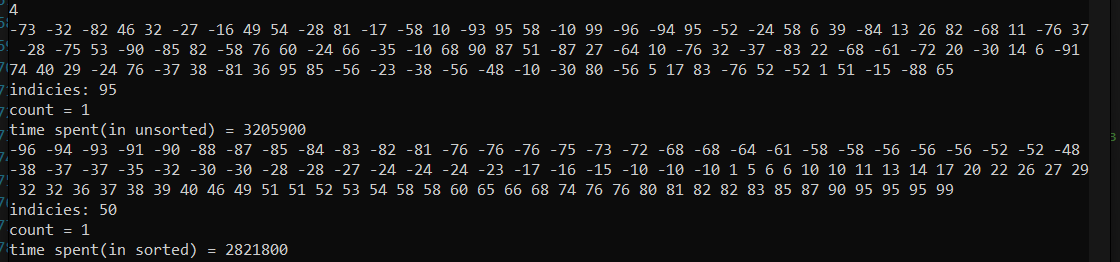 4
-73 -32 -82 46 32 -27 -16 49 54 -28 81 -17 -58 10 -93 95 58 -10 99 -96 -94 95 -52 -24 58 6 39 -84 13 26 82 -68 11 -76 37
-28 -75 53 -90 -85 82 -58 76 60 -24 66 -35 -10 68 90 87 51 -87 27 -64 10 -76 32 -37 -83 22 -68 -61 -72 20 -30 14 6 -91
74 40 29 -24 76 -37 38 -81 36 95 85 -56 -23 -38 -56 -48 -10 -30 80 -56 5 17 83 -76 52 -52 1 51 -15 -88 65
indicies: 95
count = 1
time spent(in unsorted) = 3205900
-96 -94 -93 -91 -90 -88 -87 -85 -84 -83 -82 -81 -76 -76 -76 -75 -73 -72 -68 -68 -64 -61 -58 -58 -56 -56 -56 -52 -52 -48
-38 -37 -37 -35 -32 -30 -30 -28 -28 -27 -24 -24 -24 -23 -17 -16 -15 -10 -10 -10 1 5 6 6 10 10 11 13 14 17 20 22 26 27 29
32 32 36 37 38 39 40 46 49 51 51 52 53 54 58 58 60 65 66 68 74 76 76 80 81 82 82 83 85 87 90 95 95 95 99
indicies: 50
count = 1
time spent(in sorted) = 2821800